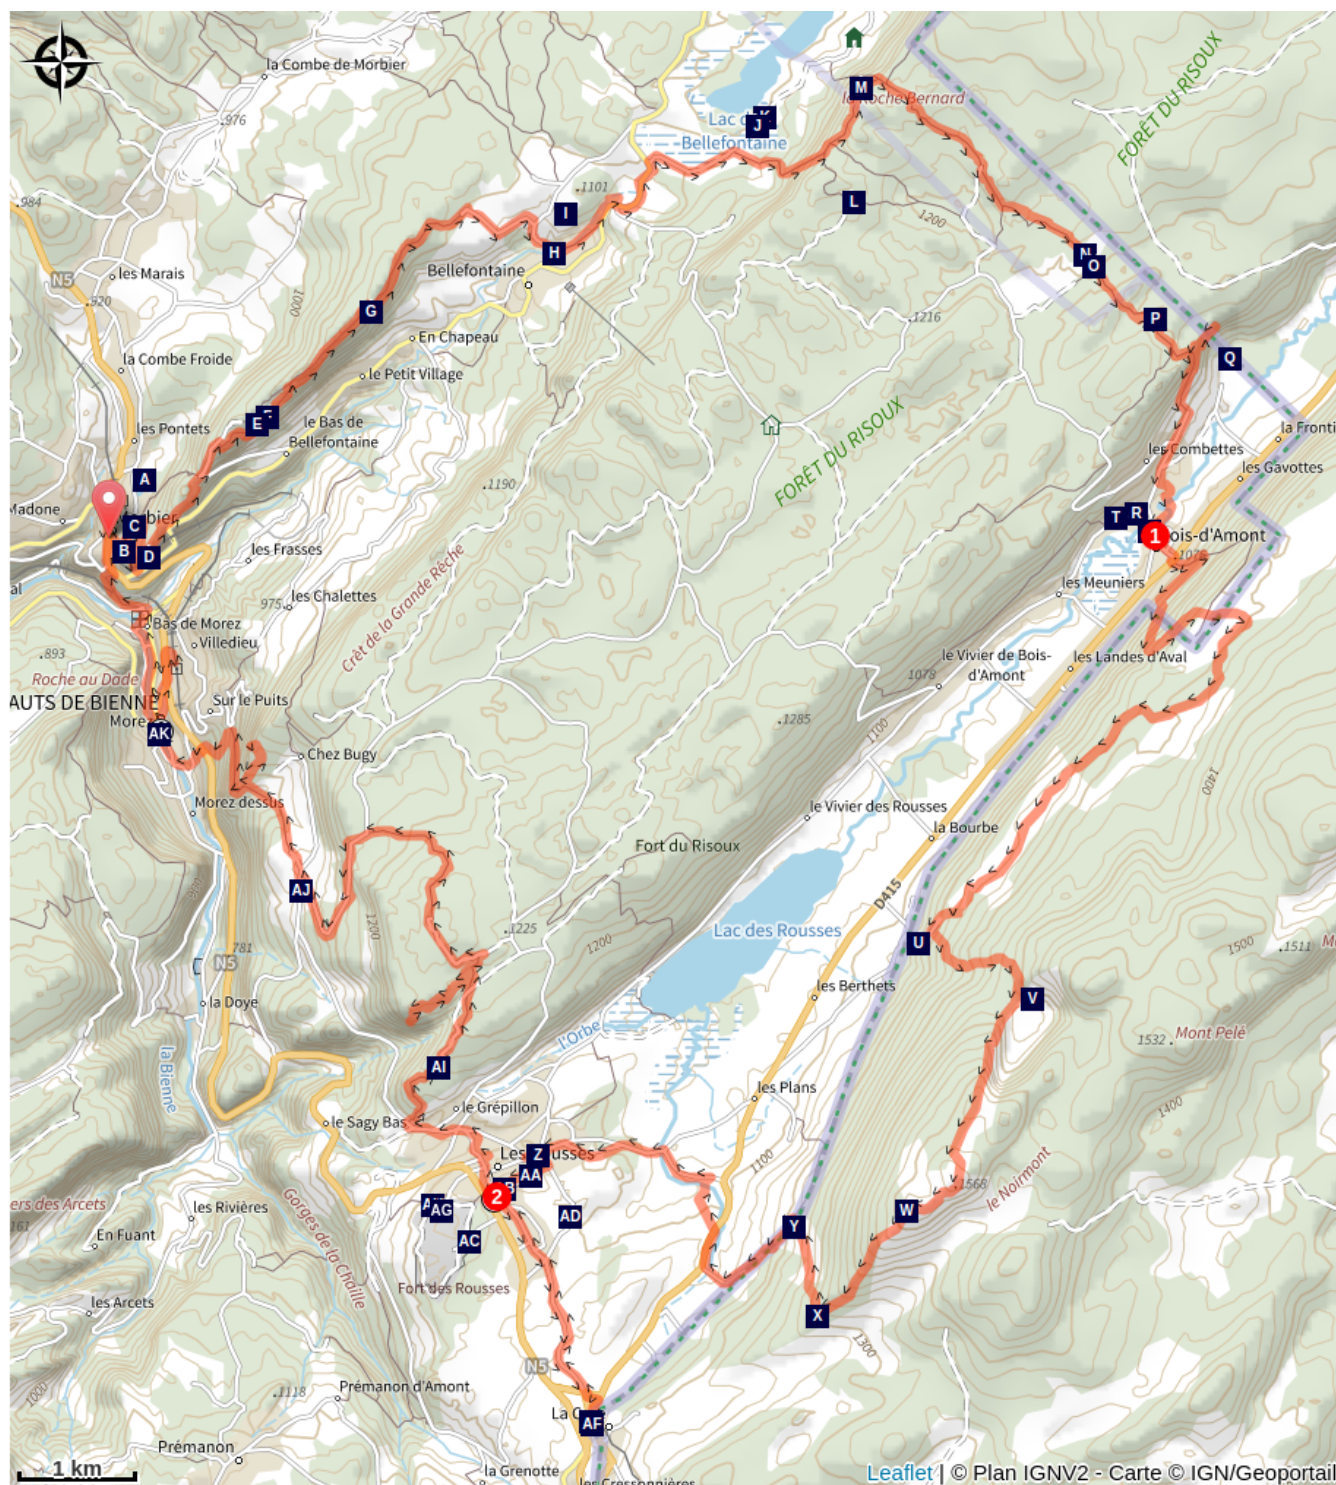 la Combe de Morbier
976
FORÊT DU RISOUX
M
la Roche Bernard
J
Bellefontaine
984
1101
I
L
1200
H
N
O
Bellefontaine
les Marais
N5
920
1000
G
1216
P
En Chapeau
la Combe Froide
Q
le Petit Village
E
le Bas de
Bellefontaine
les Pontets
FORÊT DU RISOUX
les Combettes
les Gavottes
A
1190
T
R
C
B
D
1
ois-d'Amont
1075
les Frasses
les Meuniers
975
les Chalettes
Bas de Morez
Villedieu
893
Crêt de la Grande Rèche
le Vivier de Bois-
d'Amont
les Landes d'Aval
Roche au Dade
1078
AUTS DE BIENNE
Sur le Puits
AK
1285
1100
Chez Bugy
1400
Morez dessus
le Vivier des Rousses
la Bourbe
Fort du Risoux
AJ
D415
1200
1225
Lac des Rousses
1200
U
1500
1511
781
N5
les Berthets
V
la Doye
l'Orbe
1532
Mont Pelé
la Bienne
AI
les Plans
1400
le Grépillon
le Sagy Bas
Z
1100
AA
1568
le Noirmont
2
les Rivières
AG
AD
W
Y
En Fuant
AC
Gorges de la Chaille
Fort des Rousses
les Arcets
X
1300
N5
1000
1118
Prémanon d'Amont
AF
Prémanon
la Grenotte
1 km
les Cressonnières
Leaflet | © Plan IGNV2 - Carte © IGN/Geoportail